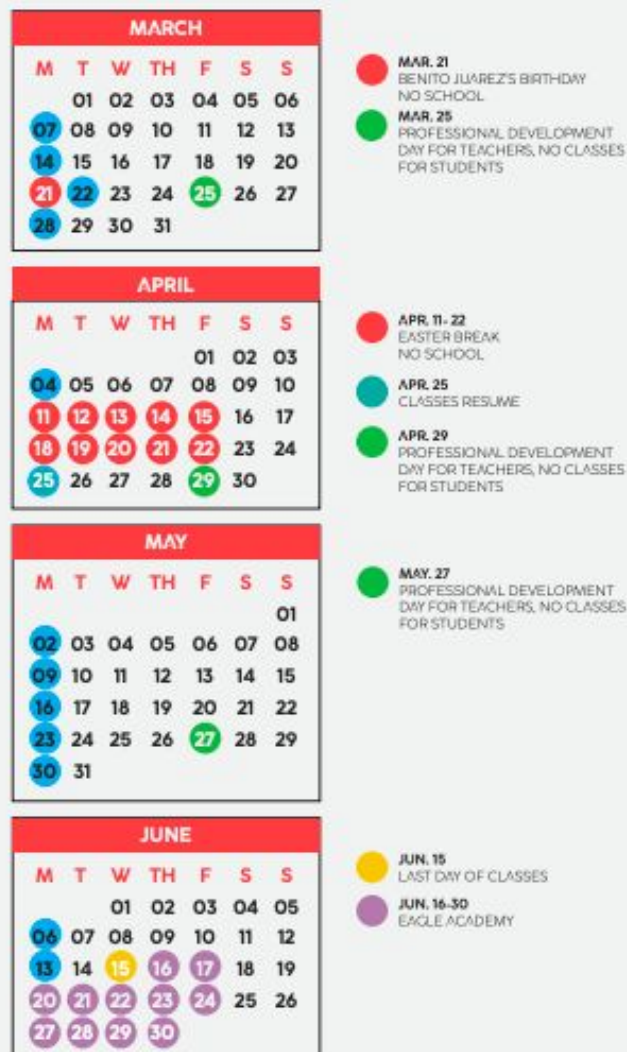 MARCH
M T W TH F S S
01 02 03 04 05 06
07 08 09 10 11 12 13
14 15 16 17 18 19 20
21 22 23 24 25 26 27
28 29 30 31
MAR. 21
BENITO JUAREZ'S BIRTHDAY
NO SCHOOL
MAR. 25
PROFESSIONAL DEVELOPMENT
DAY FOR TEACHERS, NO CLASSES
FOR STUDENTS
APRIL
M T W TH F S S
01 02 03
04 05 06 07 08 09 10
11 12 13 14 15 16 17
18 19 20 21 22 23 24
25 26 27 28 29 30
APR. 11-22
EASTER BREAK
NO SCHOOL
APR. 25
CLASSES RESUME
APR. 29
PROFESSIONAL DEVELOPMENT
DAY FOR TEACHERS, NO CLASSES
FOR STUDENTS
MAY
M T W TH F S S
01
02 03 04 05 06 07 08
09 10 11 12 13 14 15
16 17 18 19 20 21 22
23 24 25 26 27 28 29
30 31
MAY. 27
PROFESSIONAL DEVELOPMENT
DAY FOR TEACHERS, NO CLASSES
FOR STUDENTS
JUNE
M T W TH F S S
01 02 03 04 05
06 07 08 09 10 11 12
13 14 15 16 17 18 19
20 21 22 23 24 25 26
27 28 29 30
JUN. 15
LAST DAY OF CLASSES
JUN. 16-30
EAGLE ACADEMY